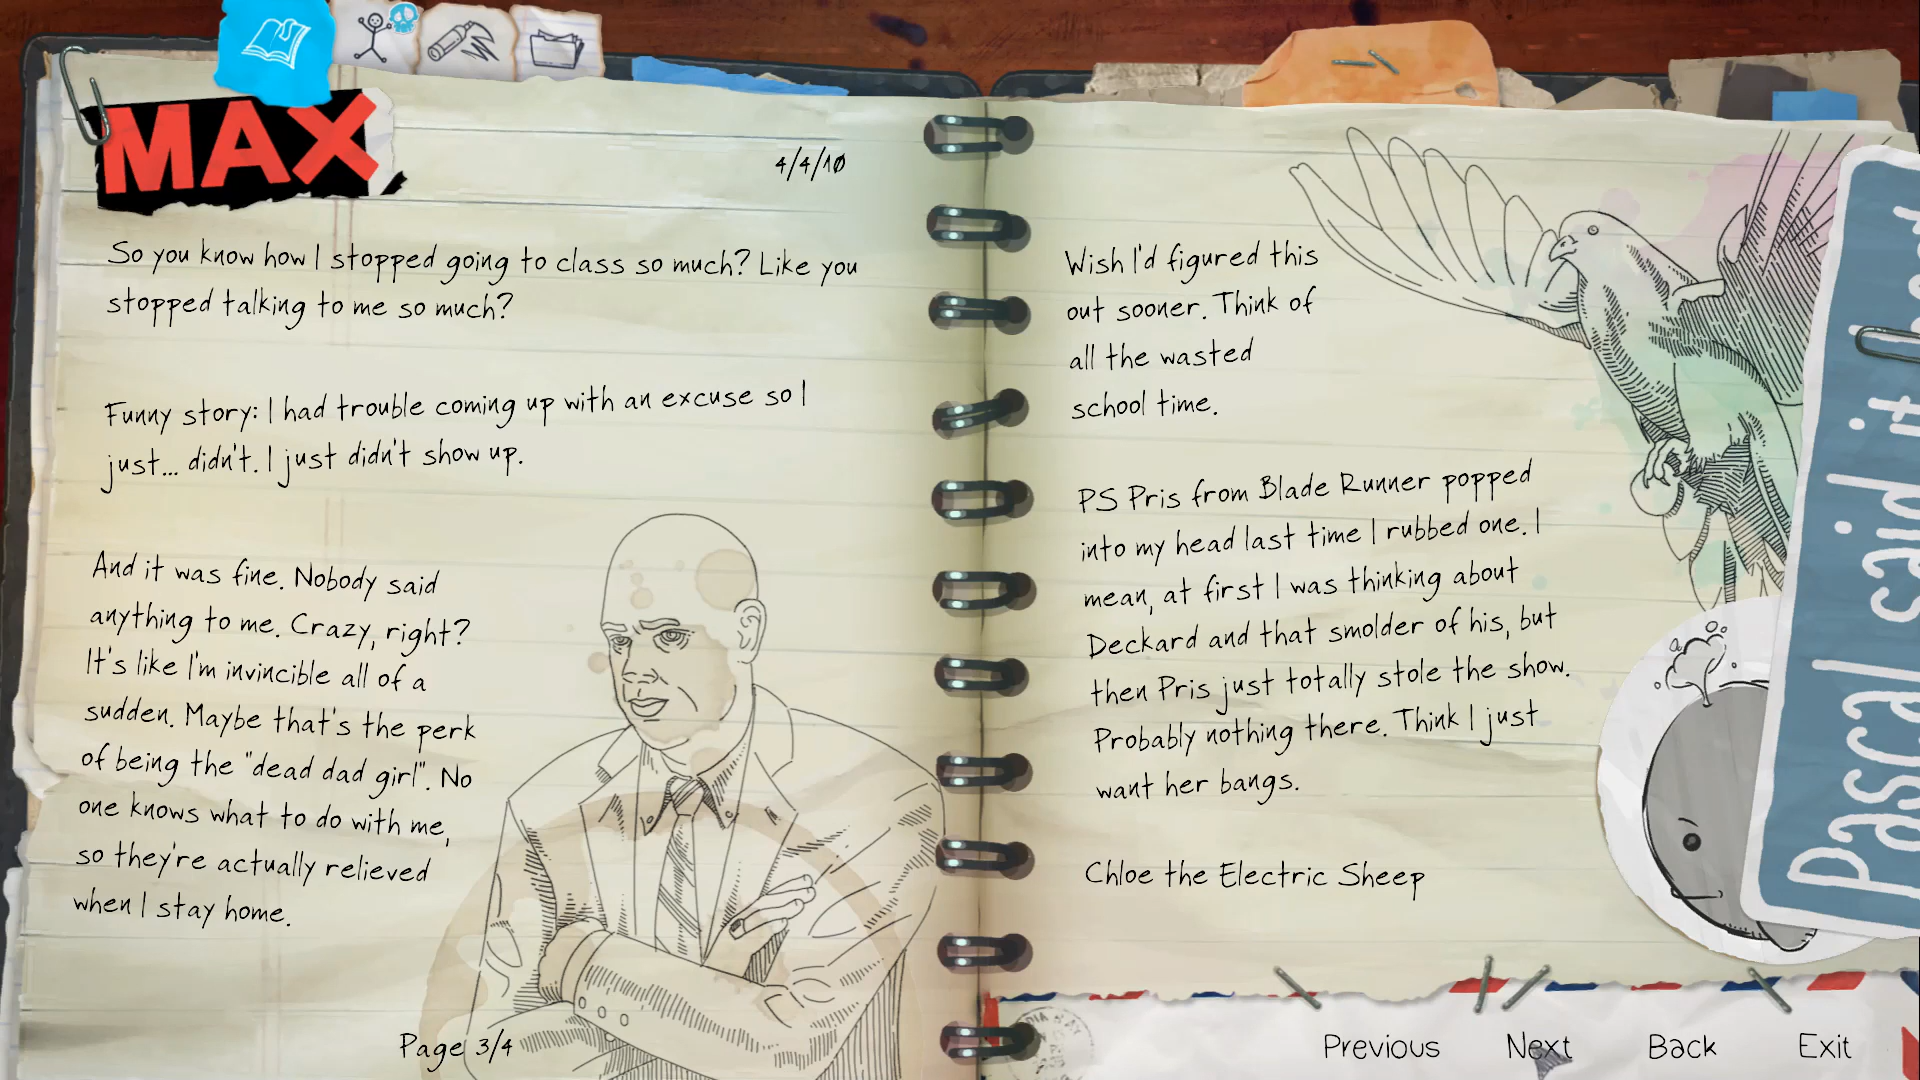 MAX
4/4/10
So you know how I stopped going to class so much? Like you
stopped talking to me so much?
Funny story: I had trouble coming up with an excuse so I
just... didn't. I just didn't show up.
And it was fine. Nobody said
anything to me. Crazy, right?
It's like I'm invincible all of a
sudden. Maybe that's the perk
of being the "dead dad girl". No
one knows what to do with me,
so they're actually relieved
when I stay home.
Page 3/4
Wish I'd figured this
out sooner. Think of
all the wasted
school time.
PS Pris from Blade Runner popped
into my head last time I rubbed one. I
mean, at first I was thinking about
Deckard and that smolder of his, but
then Pris just totally stole the show.
Probably nothing there. Think I just
want her bangs.
Chloe the Electric Sheep
Pascal said it
Previous
Next
Back
Exit